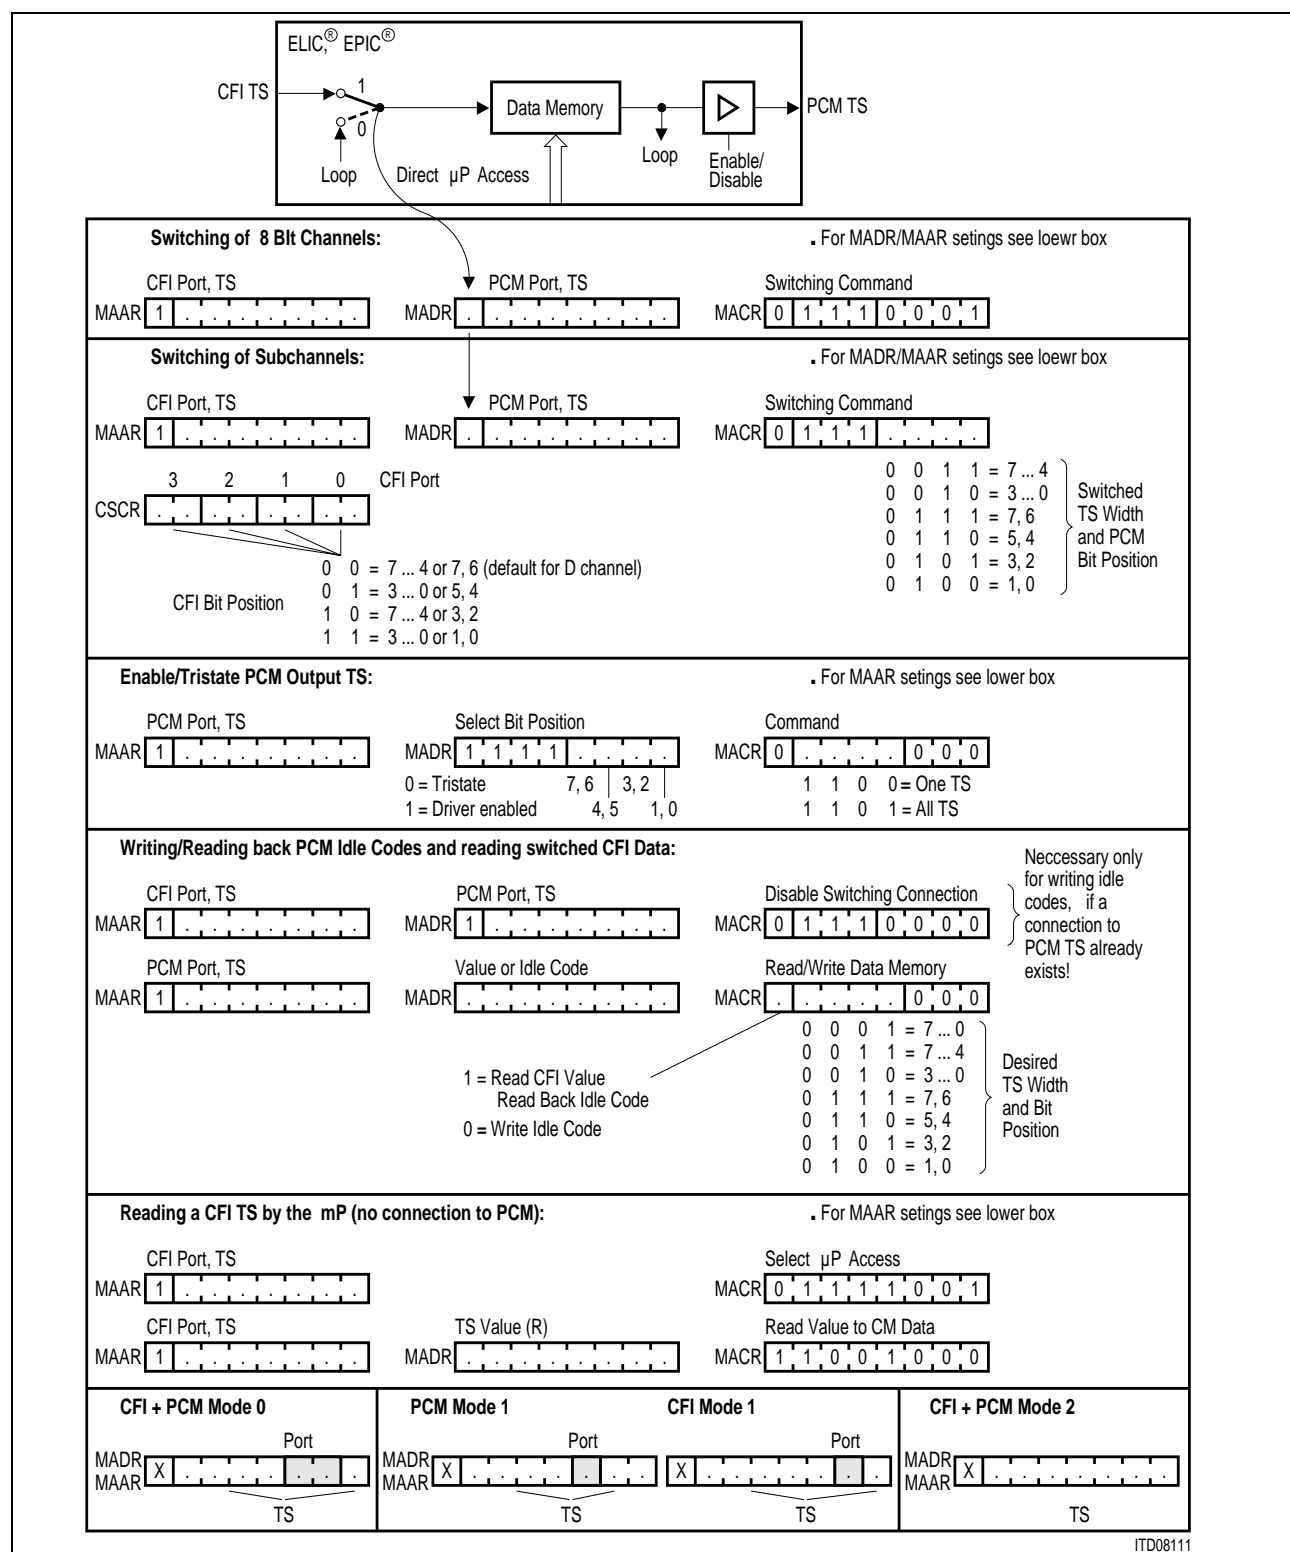 ELIC,® EPIC®
CFI TS
1
0
Loop
Direct µP Access
Data Memory
Loop
Enable/
Disable
PCM TS
Switching of 8 BIt Channels:
. For MADR/MAAR setings see loewr box
CFI Port, TS
PCM Port, TS
Switching Command
MAAR 1 . . . . . . . . .
MADR . . . . . . . . . .
MACR 0 1 1 1 0 0 0 1
Switching of Subchannels:
. For MADR/MAAR setings see loewr box
CFI Port, TS
PCM Port, TS
Switching Command
MAAR 1 . . . . . . . . .
MADR . . . . . . . . . .
MACR 0 1 1 1 . . . .
3 2 1 0 CFI Port
CSCR . . . . . . . .
CFI Bit Position
0 0 = 7 ... 4 or 7, 6 (default for D channel)
0 1 = 3 ... 0 or 5, 4
1 0 = 7 ... 4 or 3, 2
1 1 = 3 ... 0 or 1, 0
0 0 1 1 = 7 ... 4
0 0 1 0 = 3 ... 0
0 1 1 1 = 7, 6
0 1 1 0 = 5, 4
0 1 0 1 = 3, 2
0 1 0 0 = 1, 0
Switched
TS Width
and PCM
Bit Position
Enable/Tristate PCM Output TS:
. For MAAR setings see lower box
PCM Port, TS
Select Bit Position
Command
MAAR 1 . . . . . . . . .
MADR 1 1 1 1 . . . . .
MACR 0 . . . . 0 0 0
0 = Tristate
7, 6 3, 2
1 = Driver enabled
4, 5 1, 0
1 1 0 0 = One TS
1 1 0 1 = All TS
Writing/Reading back PCM Idle Codes and reading switched CFI Data:
CFI Port, TS
PCM Port, TS
Disable Switching Connection
MAAR 1 . . . . . . . . .
MADR 1 . . . . . . . . .
MACR 0 1 1 1 0 0 0 0
Neccessary only
for writing idle
codes, if a
connection to
PCM TS already
exists!
PCM Port, TS
Value or Idle Code
Read/Write Data Memory
MAAR 1 . . . . . . . . .
MADR . . . . . . . . . .
MACR . . . . . 0 0 0
1 = Read CFI Value
Read Back Idle Code
0 = Write Idle Code
0 0 0 1 = 7 ... 0
0 0 1 1 = 7 ... 4
0 0 1 0 = 3 ... 0
0 1 1 1 = 7, 6
0 1 1 0 = 5, 4
0 1 0 1 = 3, 2
0 1 0 0 = 1, 0
Desired
TS Width
and Bit
Position
Reading a CFI TS by the mP (no connection to PCM):
. For MAAR setings see lower box
CFI Port, TS
Select µP Access
MAAR 1 . . . . . . . . .
MACR 0 1 1 1 1 0 0 1
CFI Port, TS
TS Value (R)
Read Value to CM Data
MAAR 1 . . . . . . . . .
MADR . . . . . . . . . .
MACR 1 1 0 0 1 0 0 0
CFI + PCM Mode 0
Port
MADR
MAAR
X . . . . . . . . .
TS
PCM Mode 1
Port
MADR
MAAR
X . . . . . . . .
TS
CFI Mode 1
Port
X . . . . . . . .
TS
CFI + PCM Mode 2
MADR
MAAR
X . . . . . . . . .
TS
ITD08111